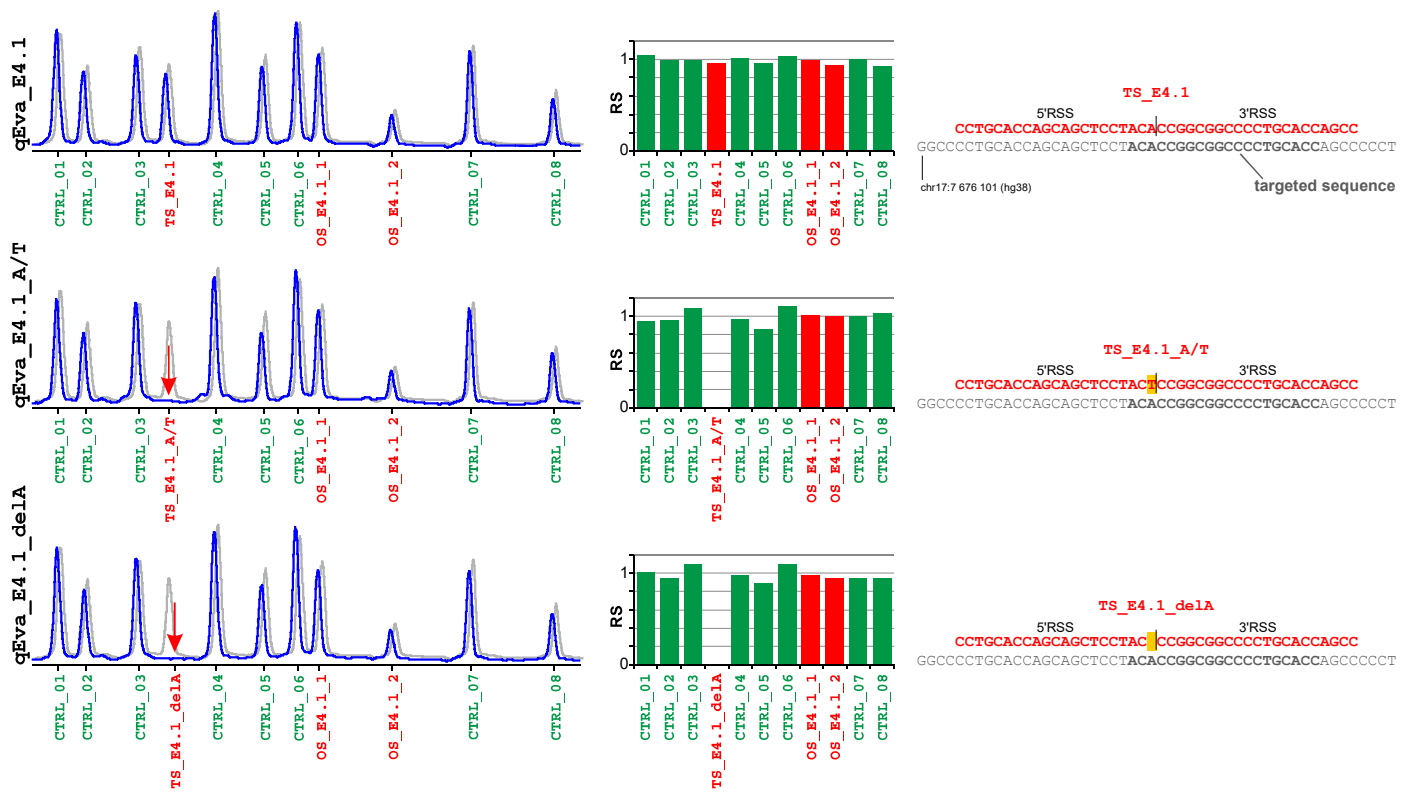 qEva_E4.1
CTRL_01
CTRL_02
CTRL_03
TS_E4.1
CTRL_04
CTRL_05
CTRL_06
OS_E4.1_1
OS_E4.1_2
CTRL_07
CTRL_08
RS
1
0
CTRL_01
CTRL_02
CTRL_03
TS_E4.1
CTRL_04
CTRL_05
CTRL_06
OS_E4.1_1
OS_E4.1_2
CTRL_07
CTRL_08
TS_E4.1
5'RSS 3'RSS
CCTGCACCAGCAGCTCCTACACCGGCGGCCCCTGCACCAGCC
GGCCCCTGCACCAGCAGCTCCTACACCGGCGGCCCCTGCACCAGCCCCCT
chr17:7 676 101 (hg38)
targeted sequence
qEva_E4.1_A/T
CTRL_01
CTRL_02
CTRL_03
TS_E4.1_A/T
CTRL_04
CTRL_05
CTRL_06
OS_E4.1_1
OS_E4.1_2
CTRL_07
CTRL_08
RS
1
0
CTRL_01
CTRL_02
CTRL_03
TS_E4.1_A/T
CTRL_04
CTRL_05
CTRL_06
OS_E4.1_1
OS_E4.1_2
CTRL_07
CTRL_08
TS_E4.1_A/T
5'RSS 3'RSS
CCTGCACCAGCAGCTCCTACTCCGGCGGCCCCTGCACCAGCC
GGCCCCTGCACCAGCAGCTCCTACACCGGCGGCCCCTGCACCAGCCCCCT
qEva_E4.1_delA
CTRL_01
CTRL_02
CTRL_03
TS_E4.1_delA
CTRL_04
CTRL_05
CTRL_06
OS_E4.1_1
OS_E4.1_2
CTRL_07
CTRL_08
RS
1
0
CTRL_01
CTRL_02
CTRL_03
TS_E4.1_delA
CTRL_04
CTRL_05
CTRL_06
OS_E4.1_1
OS_E4.1_2
CTRL_07
CTRL_08
TS_E4.1_delA
5'RSS 3'RSS
CCTGCACCAGCAGCTCCTAC CCGGCGGCCCCTGCACCAGCC
GGCCCCTGCACCAGCAGCTCCTACACCGGCGGCCCCTGCACCAGCCCCCT